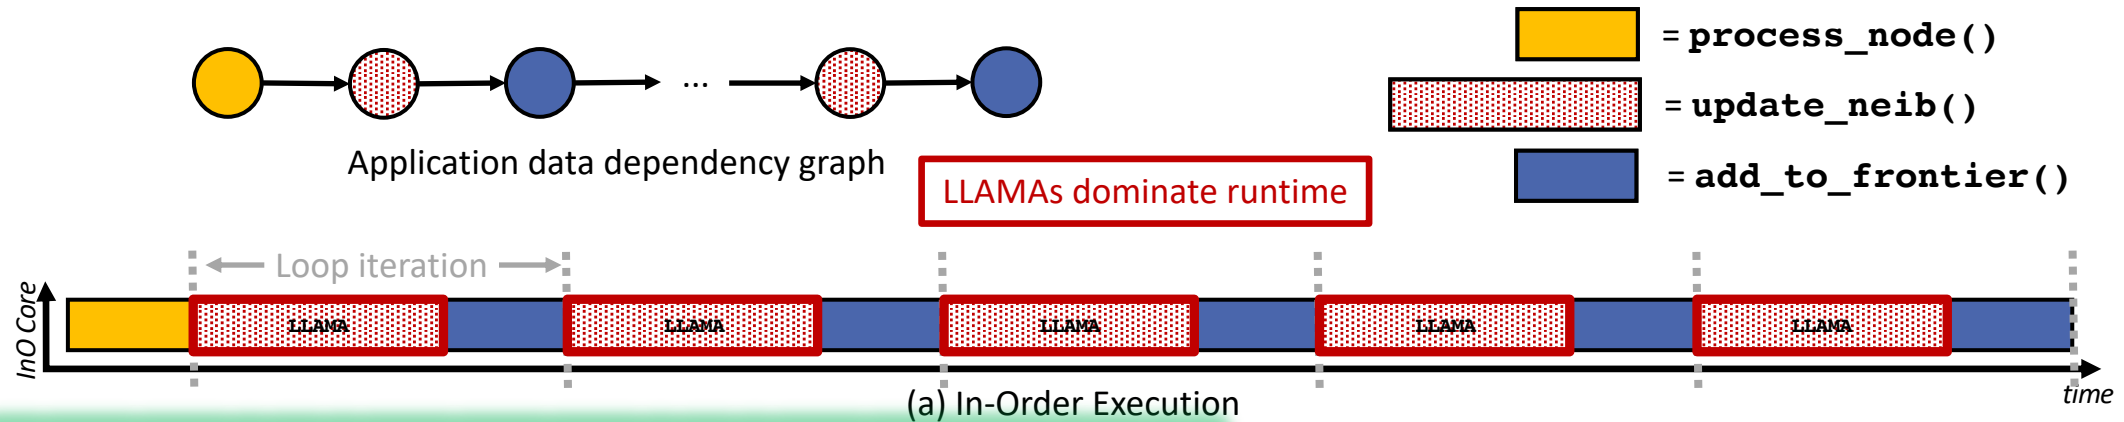 = process_node()
...
= update_neib()
Application data dependency graph
LLAMAs dominate runtime
= add_to_frontier()
Loop iteration
InO Core
LLAMA
LLAMA
LLAMA
LLAMA
LLAMA
time
(a) In-Order Execution